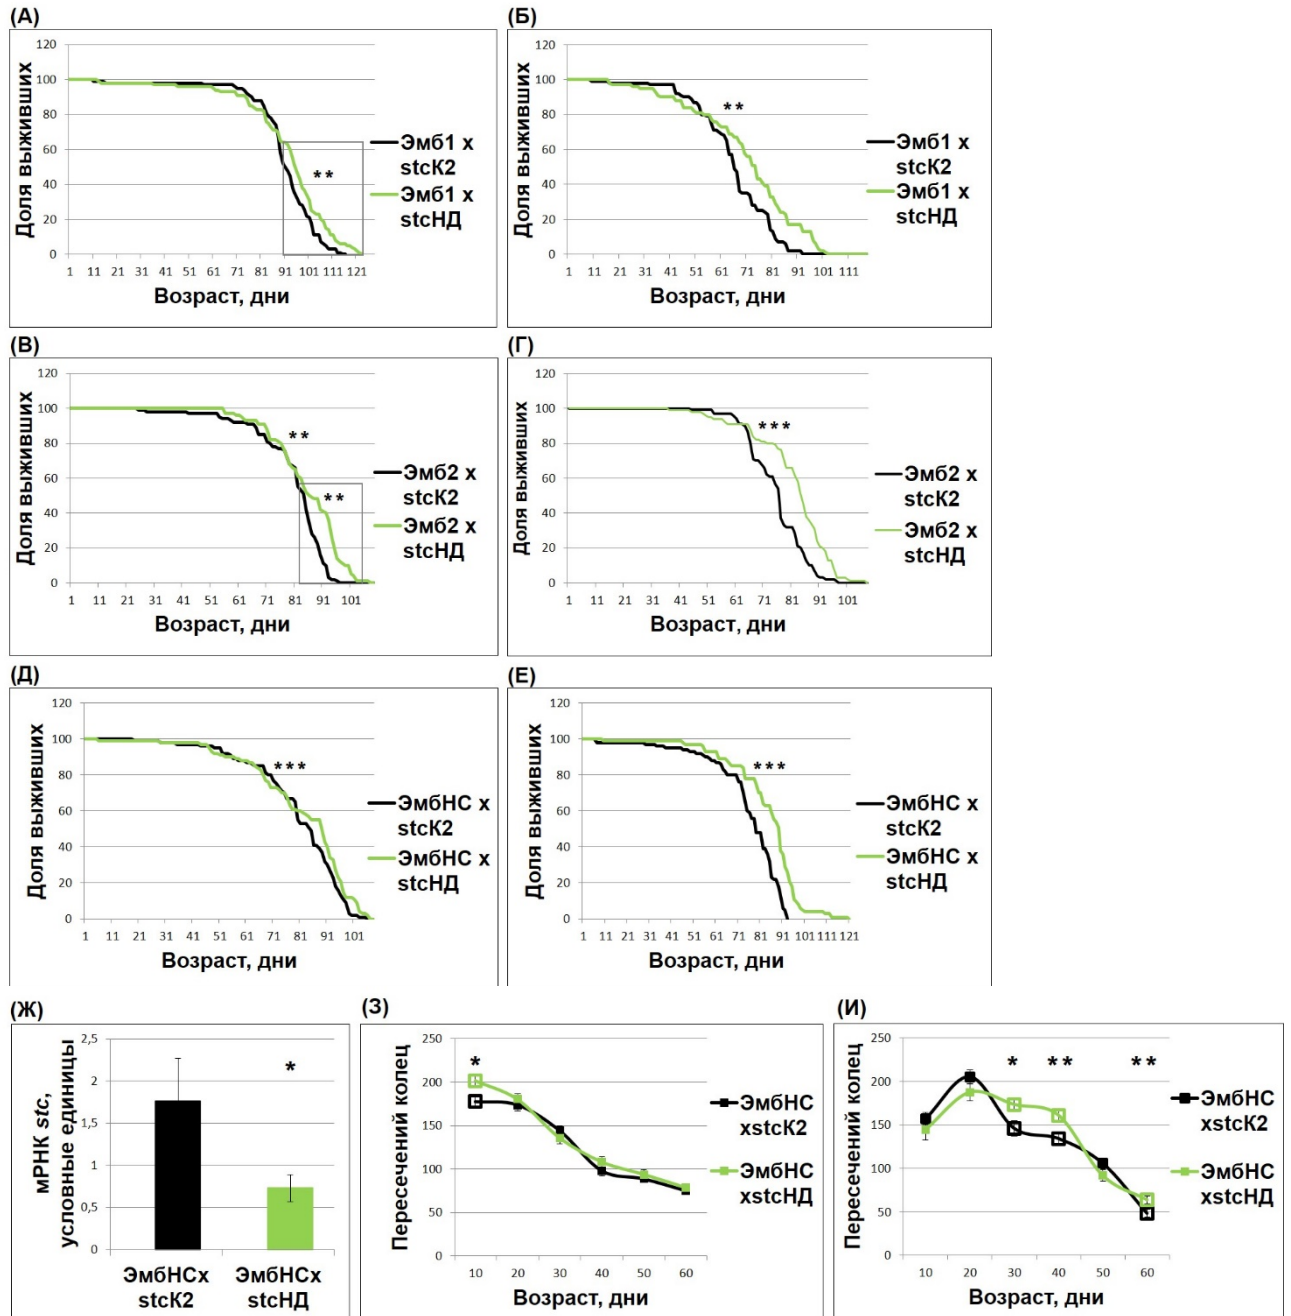 (А)
Доля выживших
120
100
80
60
40
20
0
**
1 11 21 31 41 51 61 71 81 91 101 111 121
Возраст, дни
Эмб1 х
stcК2
Эмб1 х
stcНД
(Б)
Доля выживших
120
100
80
60
40
20
0
**
1 11 21 31 41 51 61 71 81 91 101 111
Возраст, дни
Эмб1 х
stcК2
Эмб1 х
stcНД
(В)
Доля выживших
120
100
80
60
40
20
0
**
**
1 11 21 31 41 51 61 71 81 91 101
Возраст, дни
Эмб2 х
stcК2
Эмб2 х
stcНД
(Г)
Доля выживших
120
100
80
60
40
20
0
***
1 11 21 31 41 51 61 71 81 91 101
Возраст, дни
Эмб2 х
stcК2
Эмб2 х
stcНД
(Д)
Доля выживших
120
100
80
60
40
20
0
***
1 11 21 31 41 51 61 71 81 91 101
Возраст, дни
ЭмбНС х
stcК2
ЭмбНС х
stcНД
(Е)
Доля выживших
120
100
80
60
40
20
0
***
1 11 21 31 41 51 61 71 81 91 101 111 121
Возраст, дни
ЭмбНС х
stcК2
ЭмбНС х
stcНД
(Ж)
мРНК stc,
условные единицы
2,5
2
1,5
1
0,5
0
*
ЭмбНСх
stcК2
ЭмбНСх
stcНД
(З)
Пересечений колец
250
200
150
100
50
0
*
10 20 30 40 50 60
Возраст, дни
ЭмбНС
хstcК2
ЭмбНС
хstcНД
(И)
Пересечений колец
250
200
150
100
50
0
* ** **
10 20 30 40 50 60
Возраст, дни
ЭмбНС
хstcК2
ЭмбНС
хstcНД